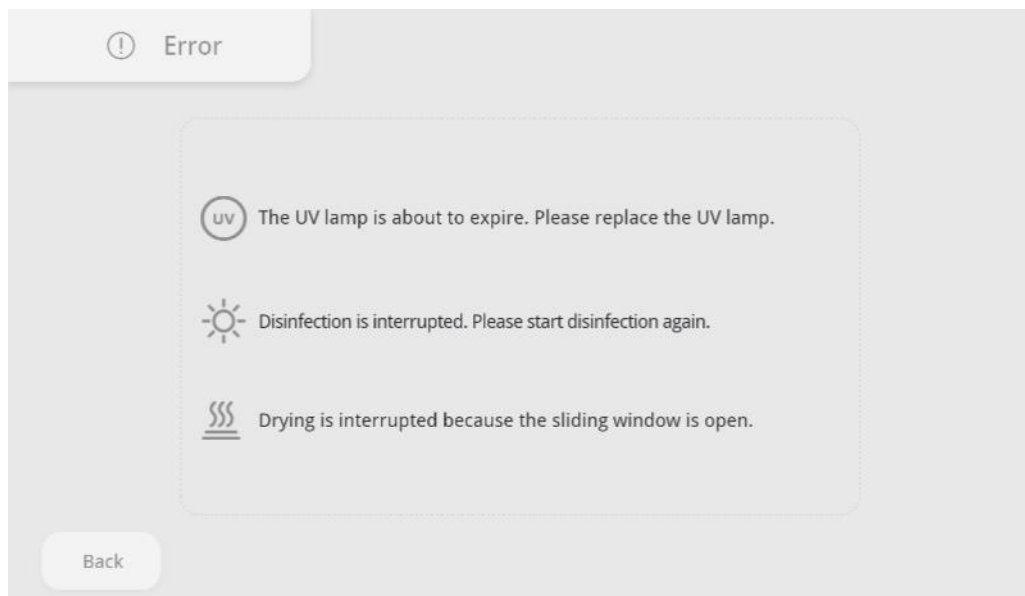 Error
UV The UV lamp is about to expire. Please replace the UV lamp.
Disinfection is interrupted. Please start disinfection again.
Drying is interrupted because the sliding window is open.
Back